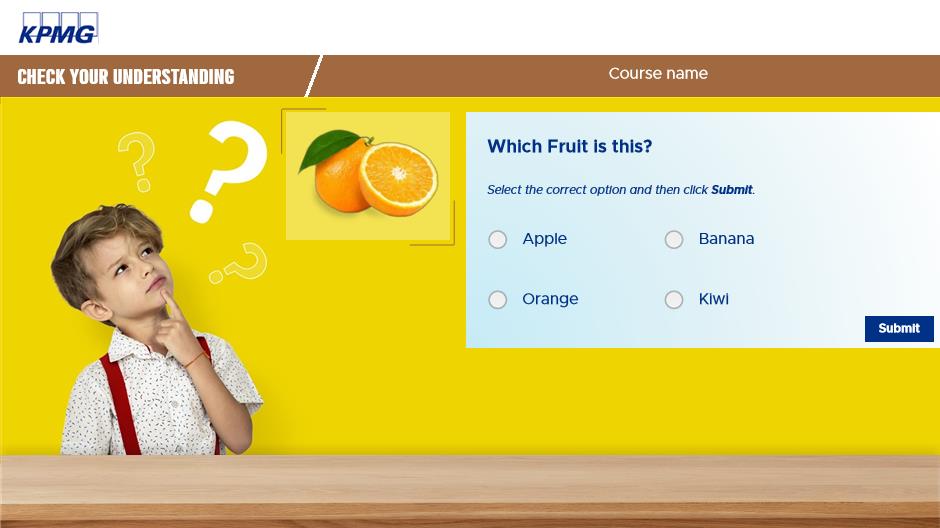 KPMG
CHECK YOUR UNDERSTANDING
Course name
? ? ?
Which Fruit is this?
Select the correct option and then click Submit.
Apple Banana
Orange Kiwi
Submit